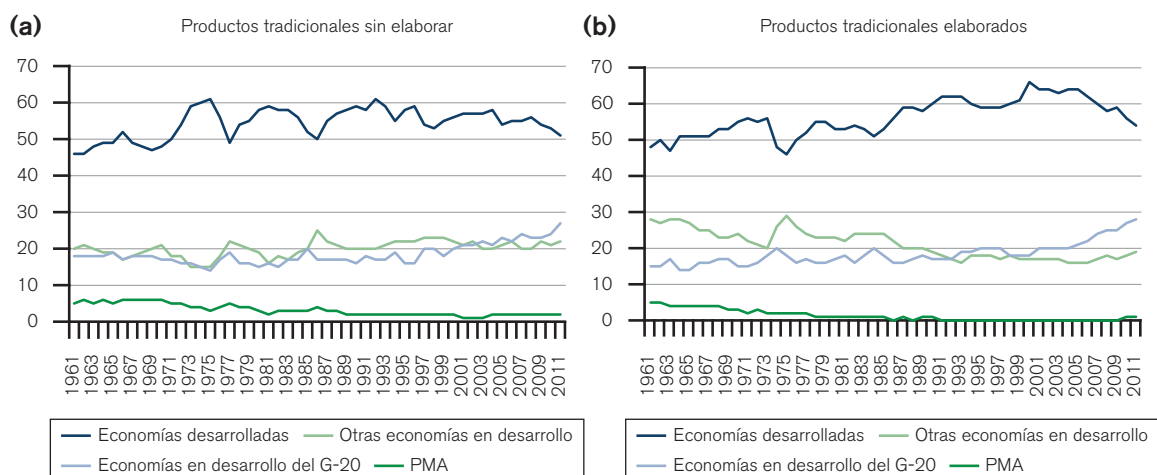 (a) Productos tradicionales sin elaborar
70
60
50
40
30
20
10
0
1961 1963 1965 1967 1969 1971 1973 1975 1977 1979 1981 1983 1985 1987 1989 1991 1993 1995 1997 1999 2001 2003 2005 2007 2009 2011
Economías desarrolladas Otras economías en desarrollo
Economías en desarrollo del G-20 PMA
(b) Productos tradicionales elaborados
70
60
50
40
30
20
10
0
1961 1963 1965 1967 1969 1971 1973 1975 1977 1979 1981 1983 1985 1987 1989 1991 1993 1995 1997 1999 2001 2003 2005 2007 2009 2011
Economías desarrolladas Otras economías en desarrollo
Economías en desarrollo del G-20 PMA